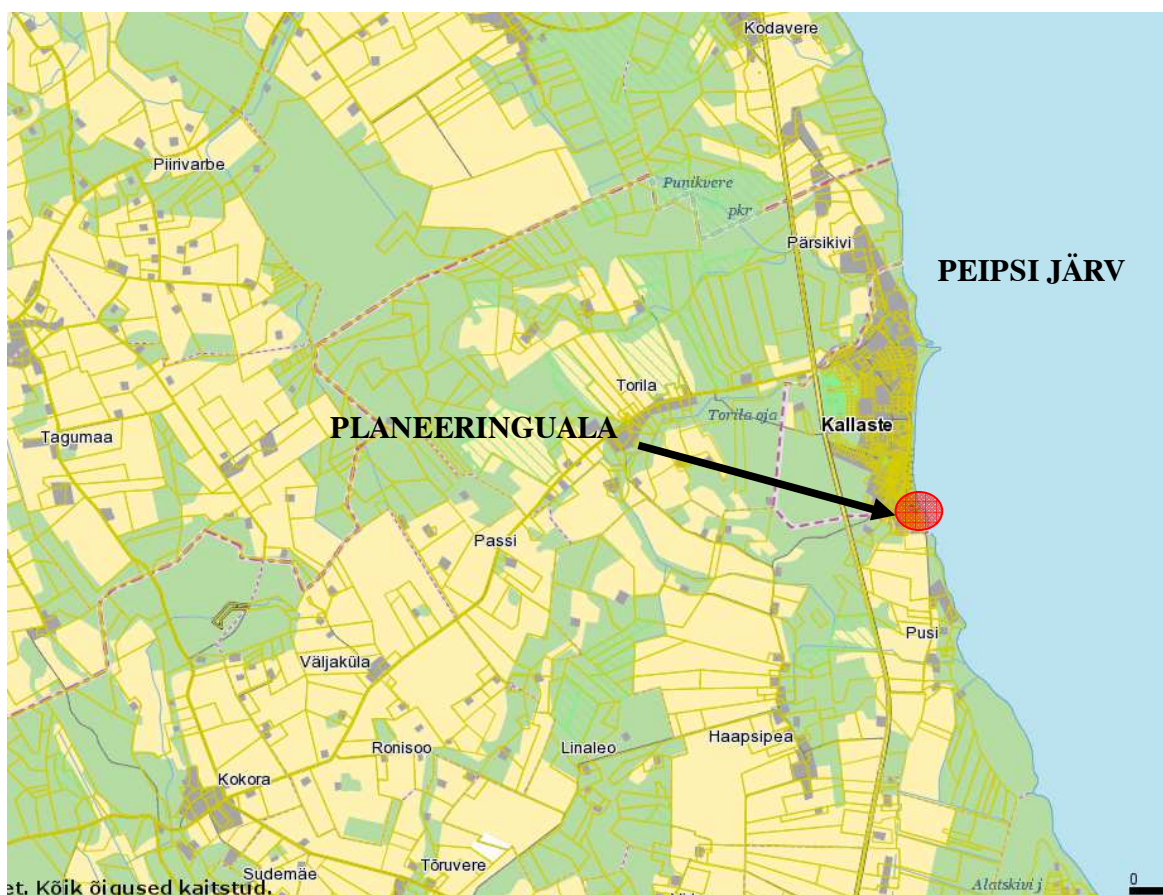 Kodavere
Piirivarbe
Punikvere
pkr
Pärsikivi
PEIPSI JÄRV
Torila
Torila oja
Kallaste
PLANEERINGUALA
Tagumaa
Passi
Pusi
Väljaküla
Haapsipea
Ronisoo
Linaleo
Kokora
Tõruvere
Sudemäe
et. Kõik õigused kaitstud.
Alatskivi j
0